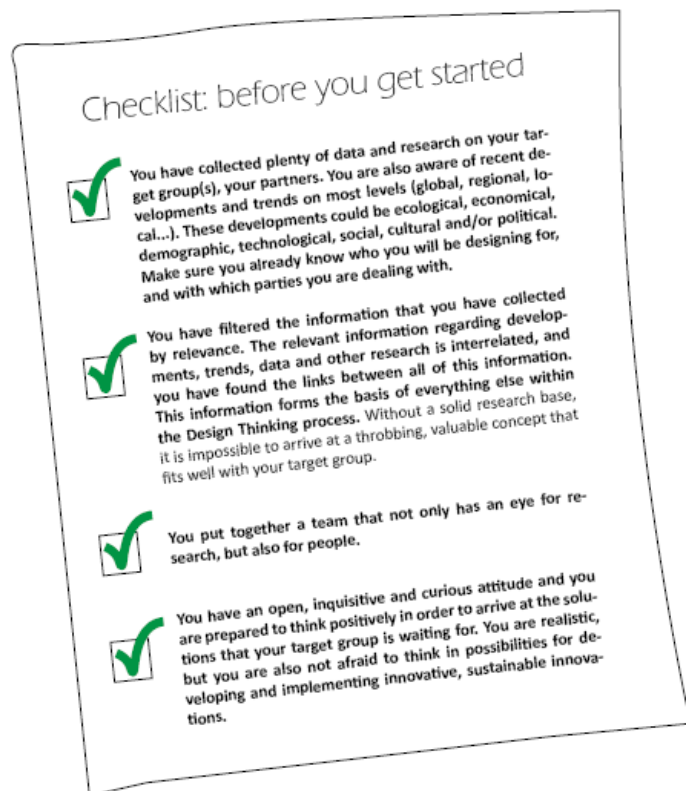 Checklist: before you get started
You have collected plenty of data and research on your tar-
get group(s), your partners. You are also aware of recent de-
velopments and trends on most levels (global, regional, lo-
cal...). These developments could be ecological, economical,
demographic, technological, social, cultural and/or political.
Make sure you already know who you will be designing for,
and with which parties you are dealing with.
You have filtered the information that you have collected
by relevance. The relevant information regarding develop-
ments, trends, data and other research is interrelated, and
you have found the links between all of this information.
This information forms the basis of everything else within
the Design Thinking process. Without a solid research base,
it is impossible to arrive at a throbbing, valuable concept that
fits well with your target group.
You put together a team that not only has an eye for re-
search, but also for people.
You have an open, inquisitive and curious attitude and you
are prepared to think positively in order to arrive at the solu-
tions that your target group is waiting for. You are realistic,
but you are also not afraid to think in possibilities for de-
veloping and implementing innovative, sustainable innova-
tions.